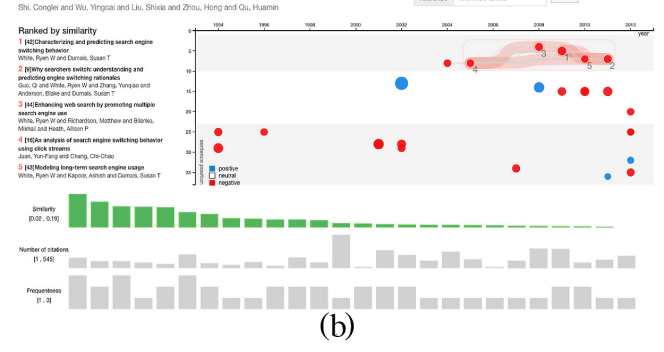 Shi, Conglei and Wu, Yingcai and Liu, Shixia and Zhou, Hong and Qu, Huamin
Ranked by similarity
1 [42]Characterizing and predicting search engine
switching behavior
White, Ryen W and Dumais, Susan T
2 [8]Why searchers switch: understanding and
predicting engine switching rationales
Guo, Qi and White, Ryen W and Zhang, Yunqiao and
Anderson, Blake and Dumais, Susan T
3 [44]Enhancing web search by promoting multiple
search engine use
White, Ryen W and Richardson, Matthew and Bilenko,
Mikhail and Heath, Allison P
4 [16]An analysis of search engine switching behavior
using click streams
Juan, Yun-Fang and Chang, Chi-Chao
5 [43]Modeling long-term search engine usage
White, Ryen W and Kapoor, Ashish and Dumais, Susan T
1994 1996 1998 2000 2002 2004 2006 2008 2010 2012
year
0
5
10
15
20
25
30
35
sentence position
3
1
4
5
2
positive
neutral
negative
Similarity
[0.02 , 0.19]
Number of citations
[1 , 545]
Frequentness
[1 , 3]
(b)